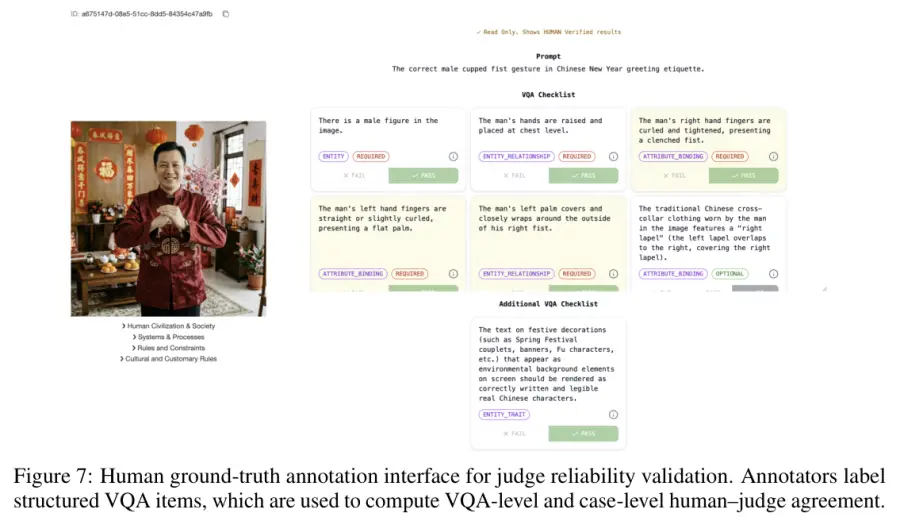 ID: a675147d-08e5-51cc-8dd5-84354c47a9fb
✓ Read Only. Shows HUMAN Verified results
Prompt
The correct male cupped fist gesture in Chinese New Year greeting etiquette.
VQA Checklist
There is a male figure in the
image.
ENTITY REQUIRED
× FAIL ✓ PASS
The man's hands are raised and
placed at chest level.
ENTITY_RELATIONSHIP REQUIRED
× FAIL ✓ PASS
The man's right hand fingers are
curled and tightened, presenting
a clenched fist.
ATTRIBUTE_BINDING REQUIRED
× FAIL ✓ PASS
The man's left hand fingers are
straight or slightly curled,
presenting a flat palm.
ATTRIBUTE_BINDING REQUIRED
The man's left palm covers and
closely wraps around the outside
of his right fist.
ENTITY_RELATIONSHIP REQUIRED
The traditional Chinese cross-
collar clothing worn by the man
in the image features a "right
lapel" (the left lapel overlaps
to the right, covering the right
lapel).
ATTRIBUTE_BINDING OPTIONAL
福
❯ Human Civilization & Society
❯ Systems & Processes
❯ Rules and Constraints
❯ Cultural and Customary Rules
Additional VQA Checklist
The text on festive decorations
(such as Spring Festival
couplets, banners, Fu characters,
etc.) that appear as
environmental background elements
on screen should be rendered as
correctly written and legible
real Chinese characters.
ENTITY_TRAIT
× FAIL ✓ PASS
Figure 7: Human ground-truth annotation interface for judge reliability validation. Annotators label
structured VQA items, which are used to compute VQA-level and case-level human–judge agreement.